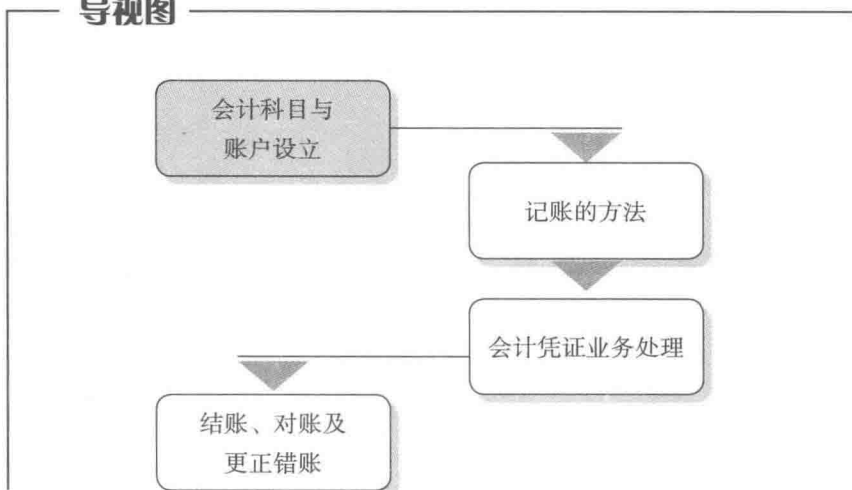 导视图
会计科目与
账户设立
记账的方法
会计凭证业务处理
结账、对账及
更正错账